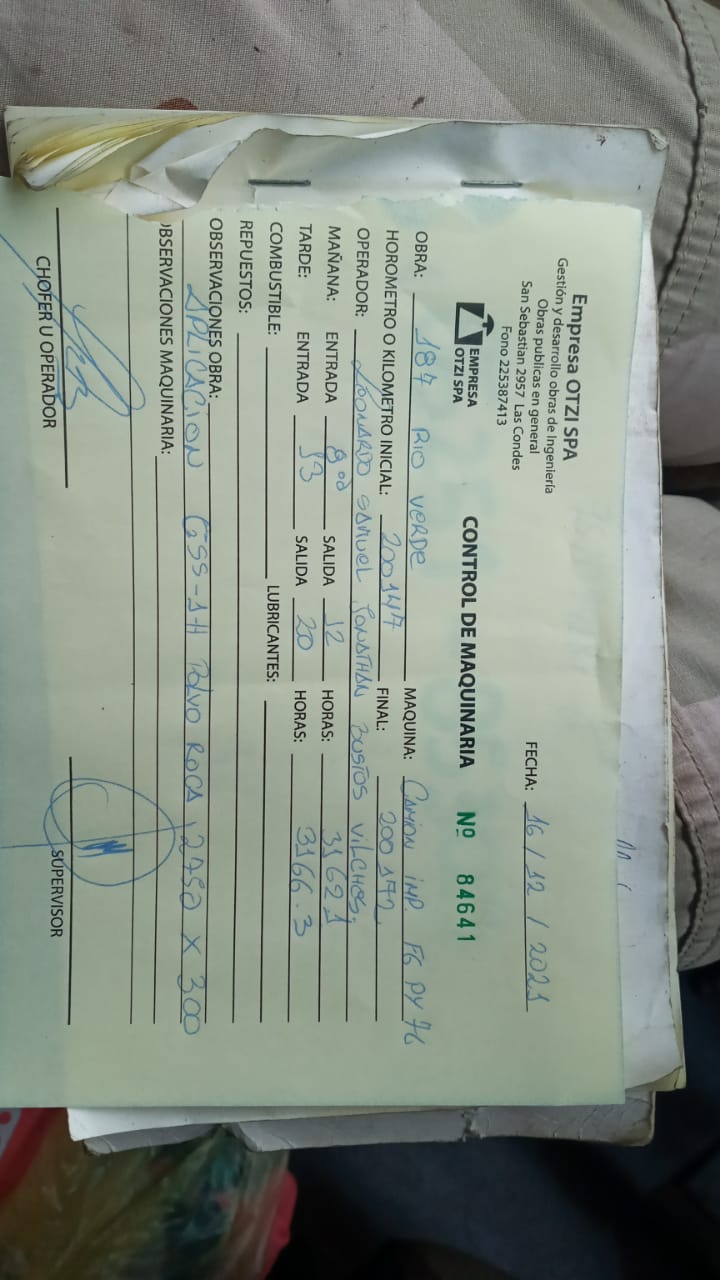 Empresa OTZI SPA
Gestión y desarrollo obras de Ingeniería
Obras publicas en general
San Sebastian 2957 Las Condes
Fono 225387413
FECHA: 16 / 12 / 2021
EMPRESA
OTZI SPA
CONTROL DE MAQUINARIA Nº 84641
OBRA: 187 RIO VERDE MAQUINA: CAMION IMP. FG PY 76
HOROMETRO O KILOMETRO INICIAL: 200147 FINAL: 200172
OPERADOR: LEONARDO SAMUEL JONATHAN BUSTOS VILCHES.
MAÑANA: ENTRADA 8 00 SALIDA 12 HORAS: 3162.1
TARDE: ENTRADA 13 SALIDA 20 HORAS: 3166.3
COMBUSTIBLE: LUBRICANTES:
REPUESTOS:
OBSERVACIONES OBRA:
APLICACION CSS-1-H POLVO ROCA 2750 X 300
OBSERVACIONES MAQUINARIA:
CHOFER U OPERADOR SUPERVISOR